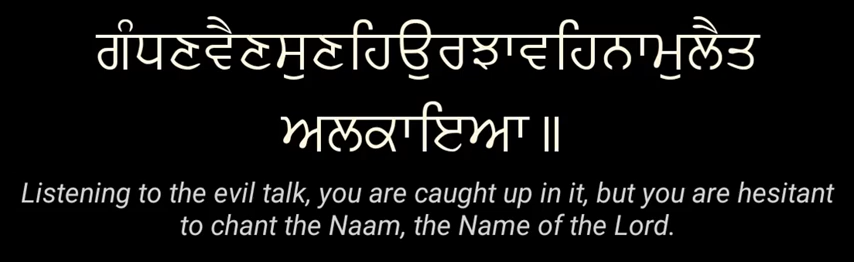 ਗੰਧਣਵੈਣਸੁਣਹਿਉਰਝਾਵਹਿਨਾਮੁਲੈਤ
ਅਲਕਾਇਆ ॥
Listening to the evil talk, you are caught up in it, but you are hesitant
to chant the Naam, the Name of the Lord.